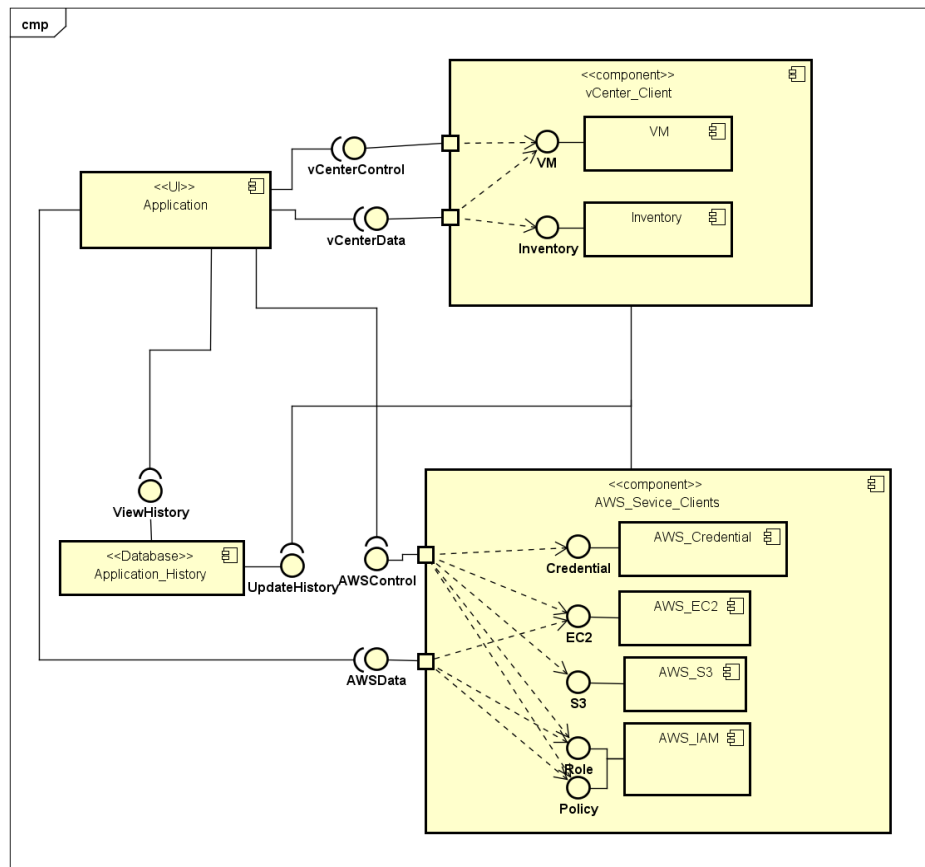 cmp
<<component>>
vCenter_Client
VM
VM
vCenterControl
<<UI>>
Application
Inventory
vCenterData
Inventory
<<component>>
AWS_Sevice_Clients
ViewHistory
<<Database>>
Application_History
UpdateHistory
AWSControl
AWS_Credential
Credential
AWS_EC2
EC2
AWSData
AWS_S3
S3
AWS_IAM
Role
Policy